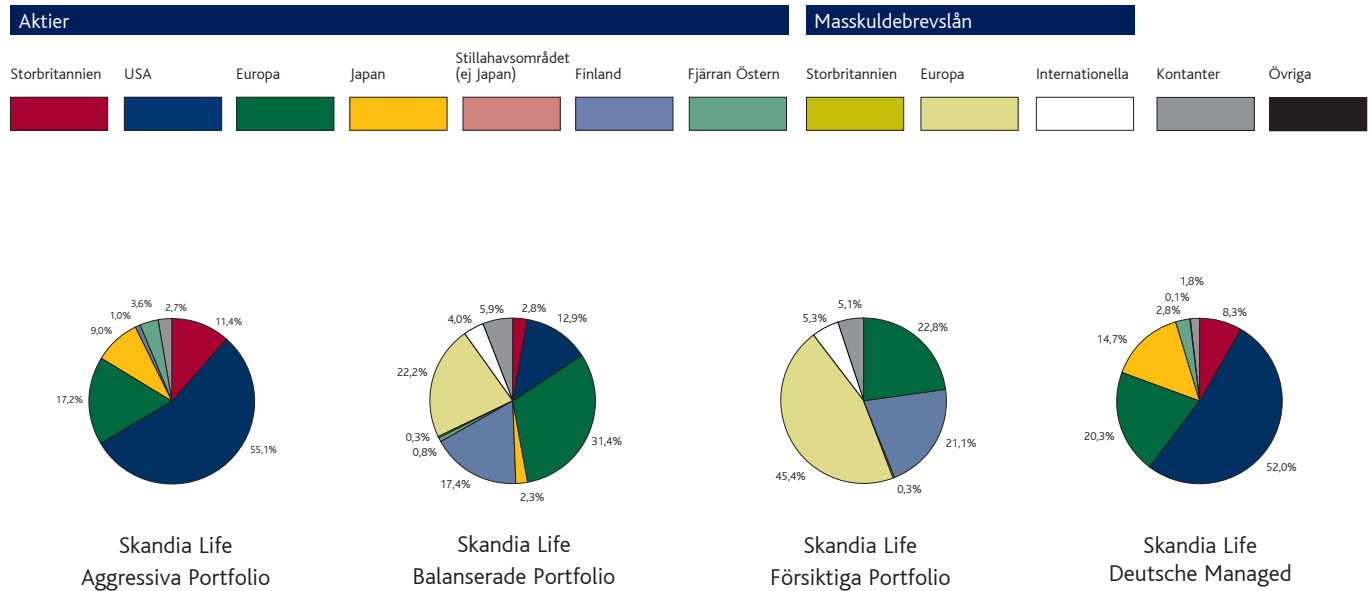 Aktier
Masskuldebrevslån
Storbritannien
USA
Europa
Japan
Stillahavsområdet
(ej Japan)
Finland
Fjärran Östern
Storbritannien
Europa
Internationella
Kontanter
Övriga
2,7%
11,4%
55,1%
17,2%
9,0%
1,0%
3,6%
Skandia Life
Aggressiva Portfolio
5,9%
2,8%
12,9%
31,4%
2,3%
17,4%
0,8%
0,3%
22,2%
4,0%
Skandia Life
Balanserade Portfolio
5,1%
22,8%
21,1%
0,3%
45,4%
5,3%
Skandia Life
Försiktiga Portfolio
1,8%
0,1%
2,8%
8,3%
14,7%
20,3%
52,0%
Skandia Life
Deutsche Managed